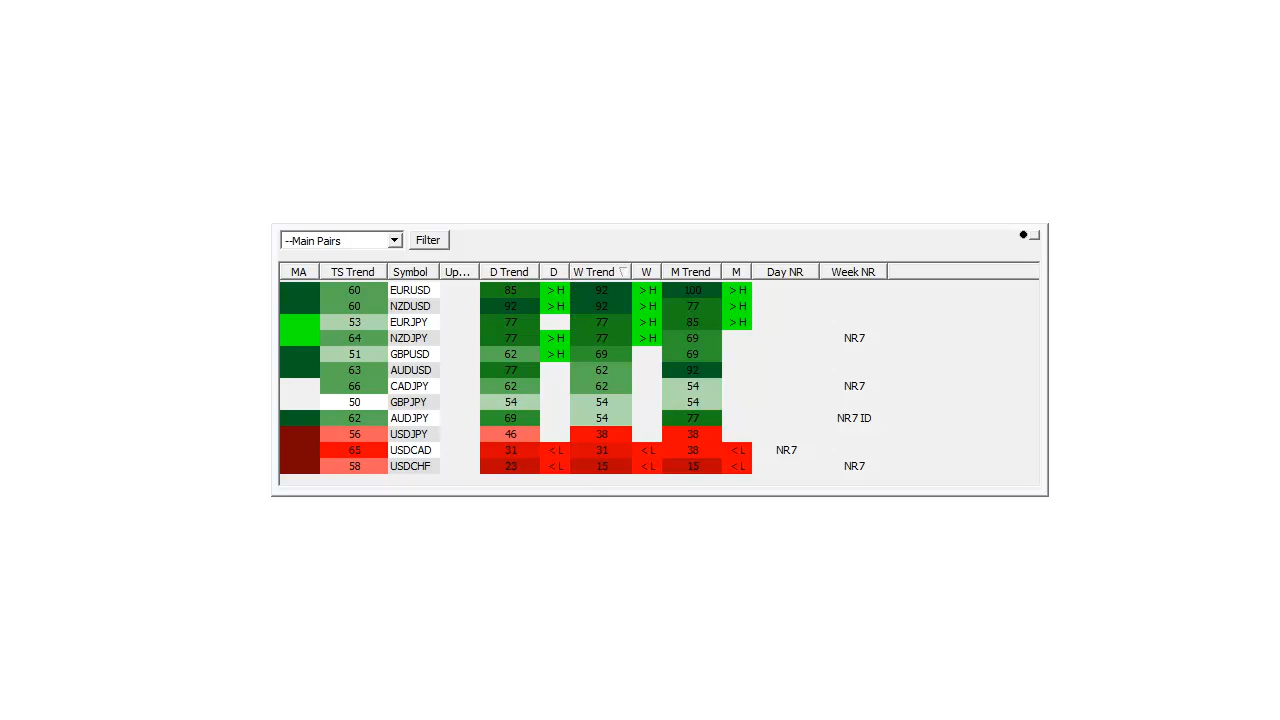 --Main Pairs Filter
MA TS Trend Symbol Up... D Trend D W Trend W M Trend M Day NR Week NR
60 EURUSD 85 > H 92 > H 100 > H
60 NZDUSD 92 > H 92 > H 77 > H
53 EURJPY 77 77 > H 85 > H
64 NZDJPY 77 > H 77 > H 69 NR7
51 GBPUSD 62 > H 69 69
63 AUDUSD 77 62 92
66 CADJPY 62 62 54 NR7
50 GBPJPY 54 54 54
62 AUDJPY 69 54 77 NR7 ID
56 USDJPY 46 38 38
65 USDCAD 31 < L 31 < L 38 < L NR7
58 USDCHF 23 < L 15 < L 15 < L NR7